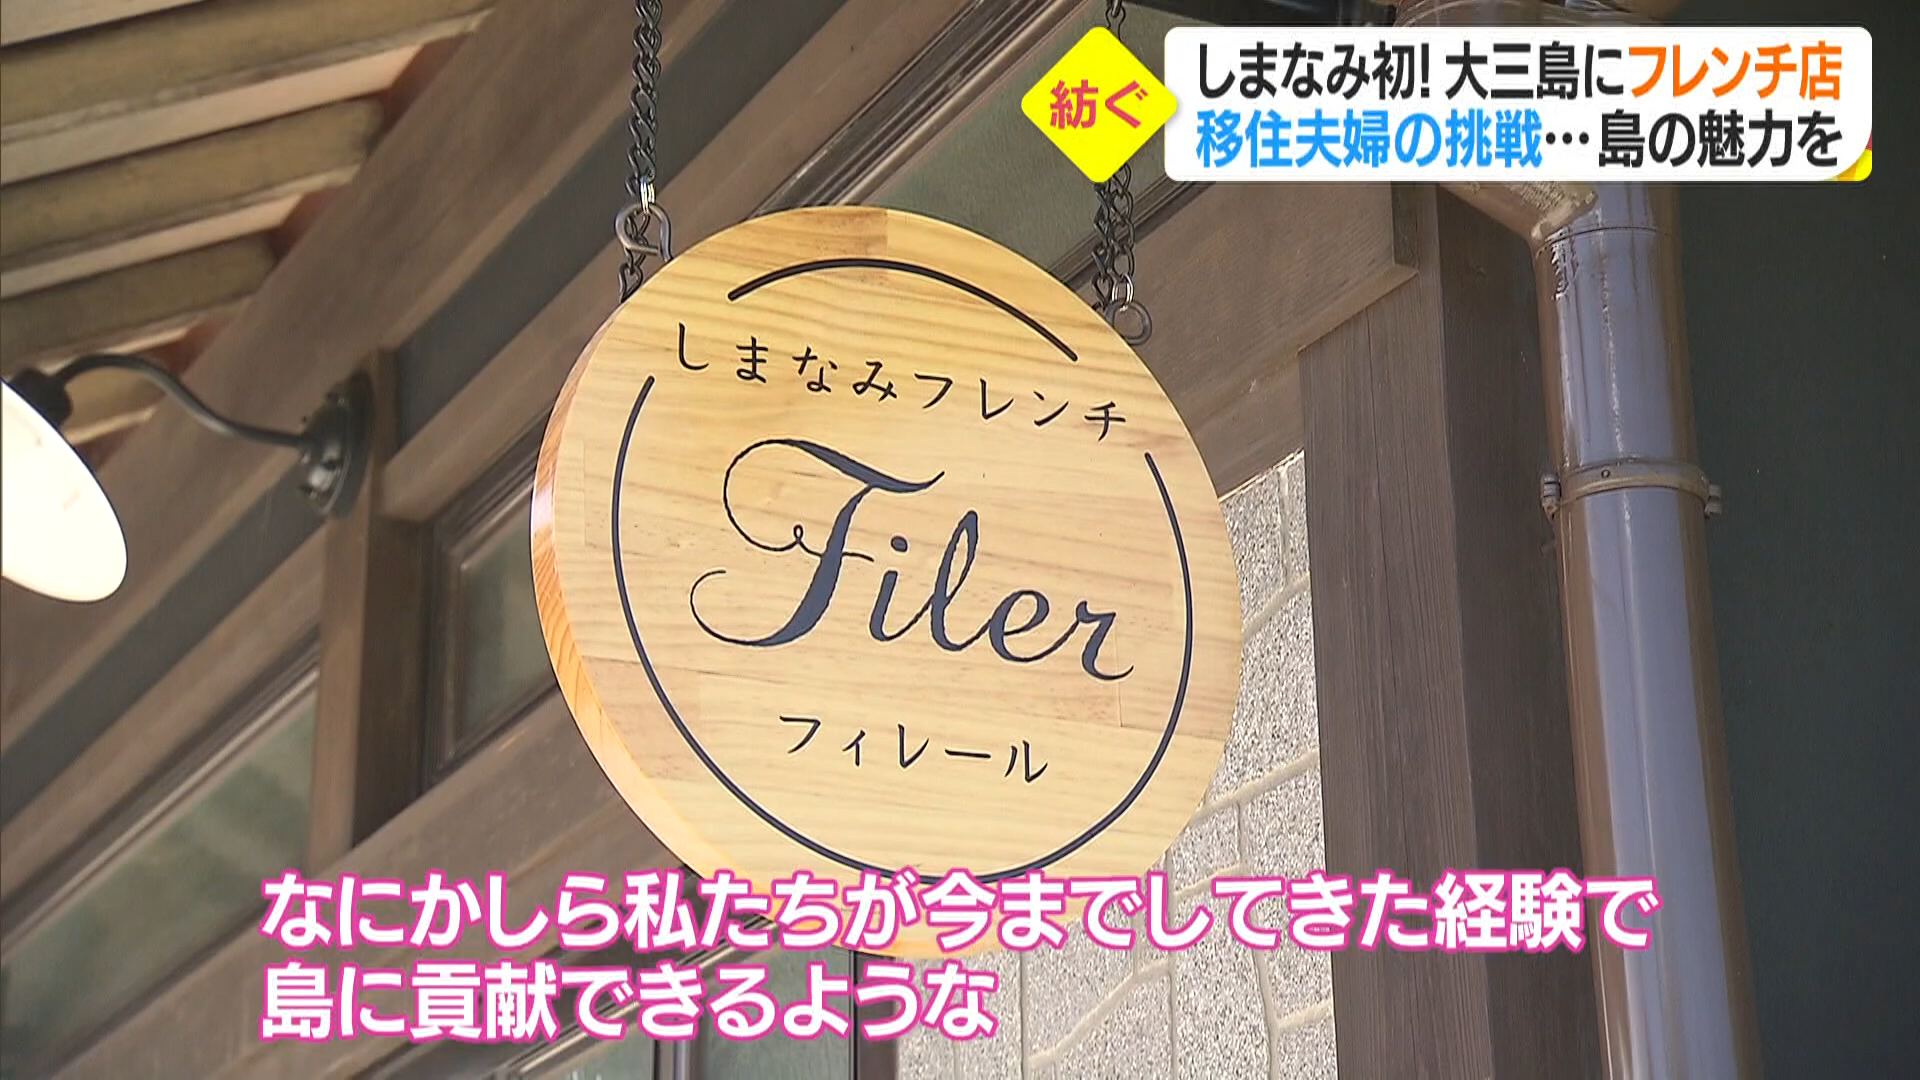 紡ぐ
しまなみ初！大三島にフレンチ店
移住夫婦の挑戦…島の魅力を
しまなみフレンチ
Filer
フィレール
なにかしら私たちが今までしてきた経験で
島に貢献できるような